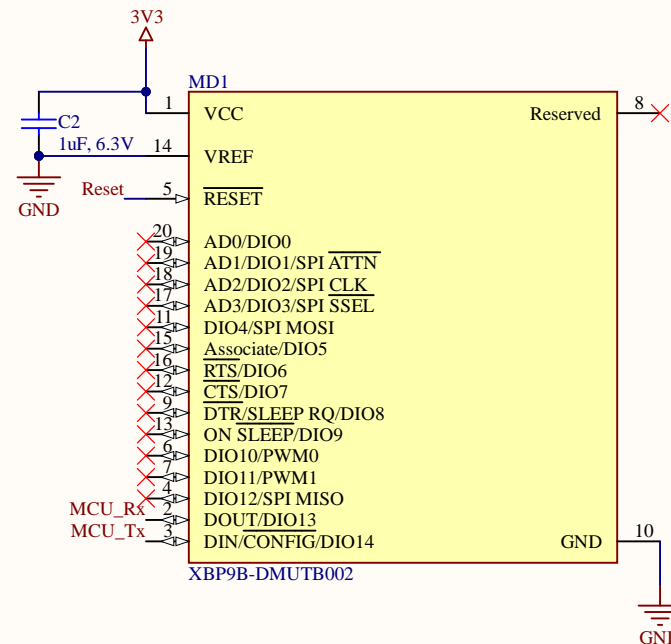 3V3
MD1
1 VCC
Reserved 8
C2
1uF, 6.3V
14 VREF
Reset 5 RESET
GND
20 AD0/DIO0
19 AD1/DIO1/SPI ATTN
18 AD2/DIO2/SPI CLK
17 AD3/DIO3/SPI SSEL
11 DIO4/SPI MOSI
15 Associate/DIO5
16 RTS/DIO6
12 CTS/DIO7
9 DTR/SLEEP RQ/DIO8
13 ON SLEEP/DIO9
6 DIO10/PWM0
7 DIO11/PWM1
4 DIO12/SPI MISO
MCU_Rx 2 DOUT/DIO13
MCU_Tx 3 DIN/CONFIG/DIO14
GND 10
XBP9B-DMUTB002
GND